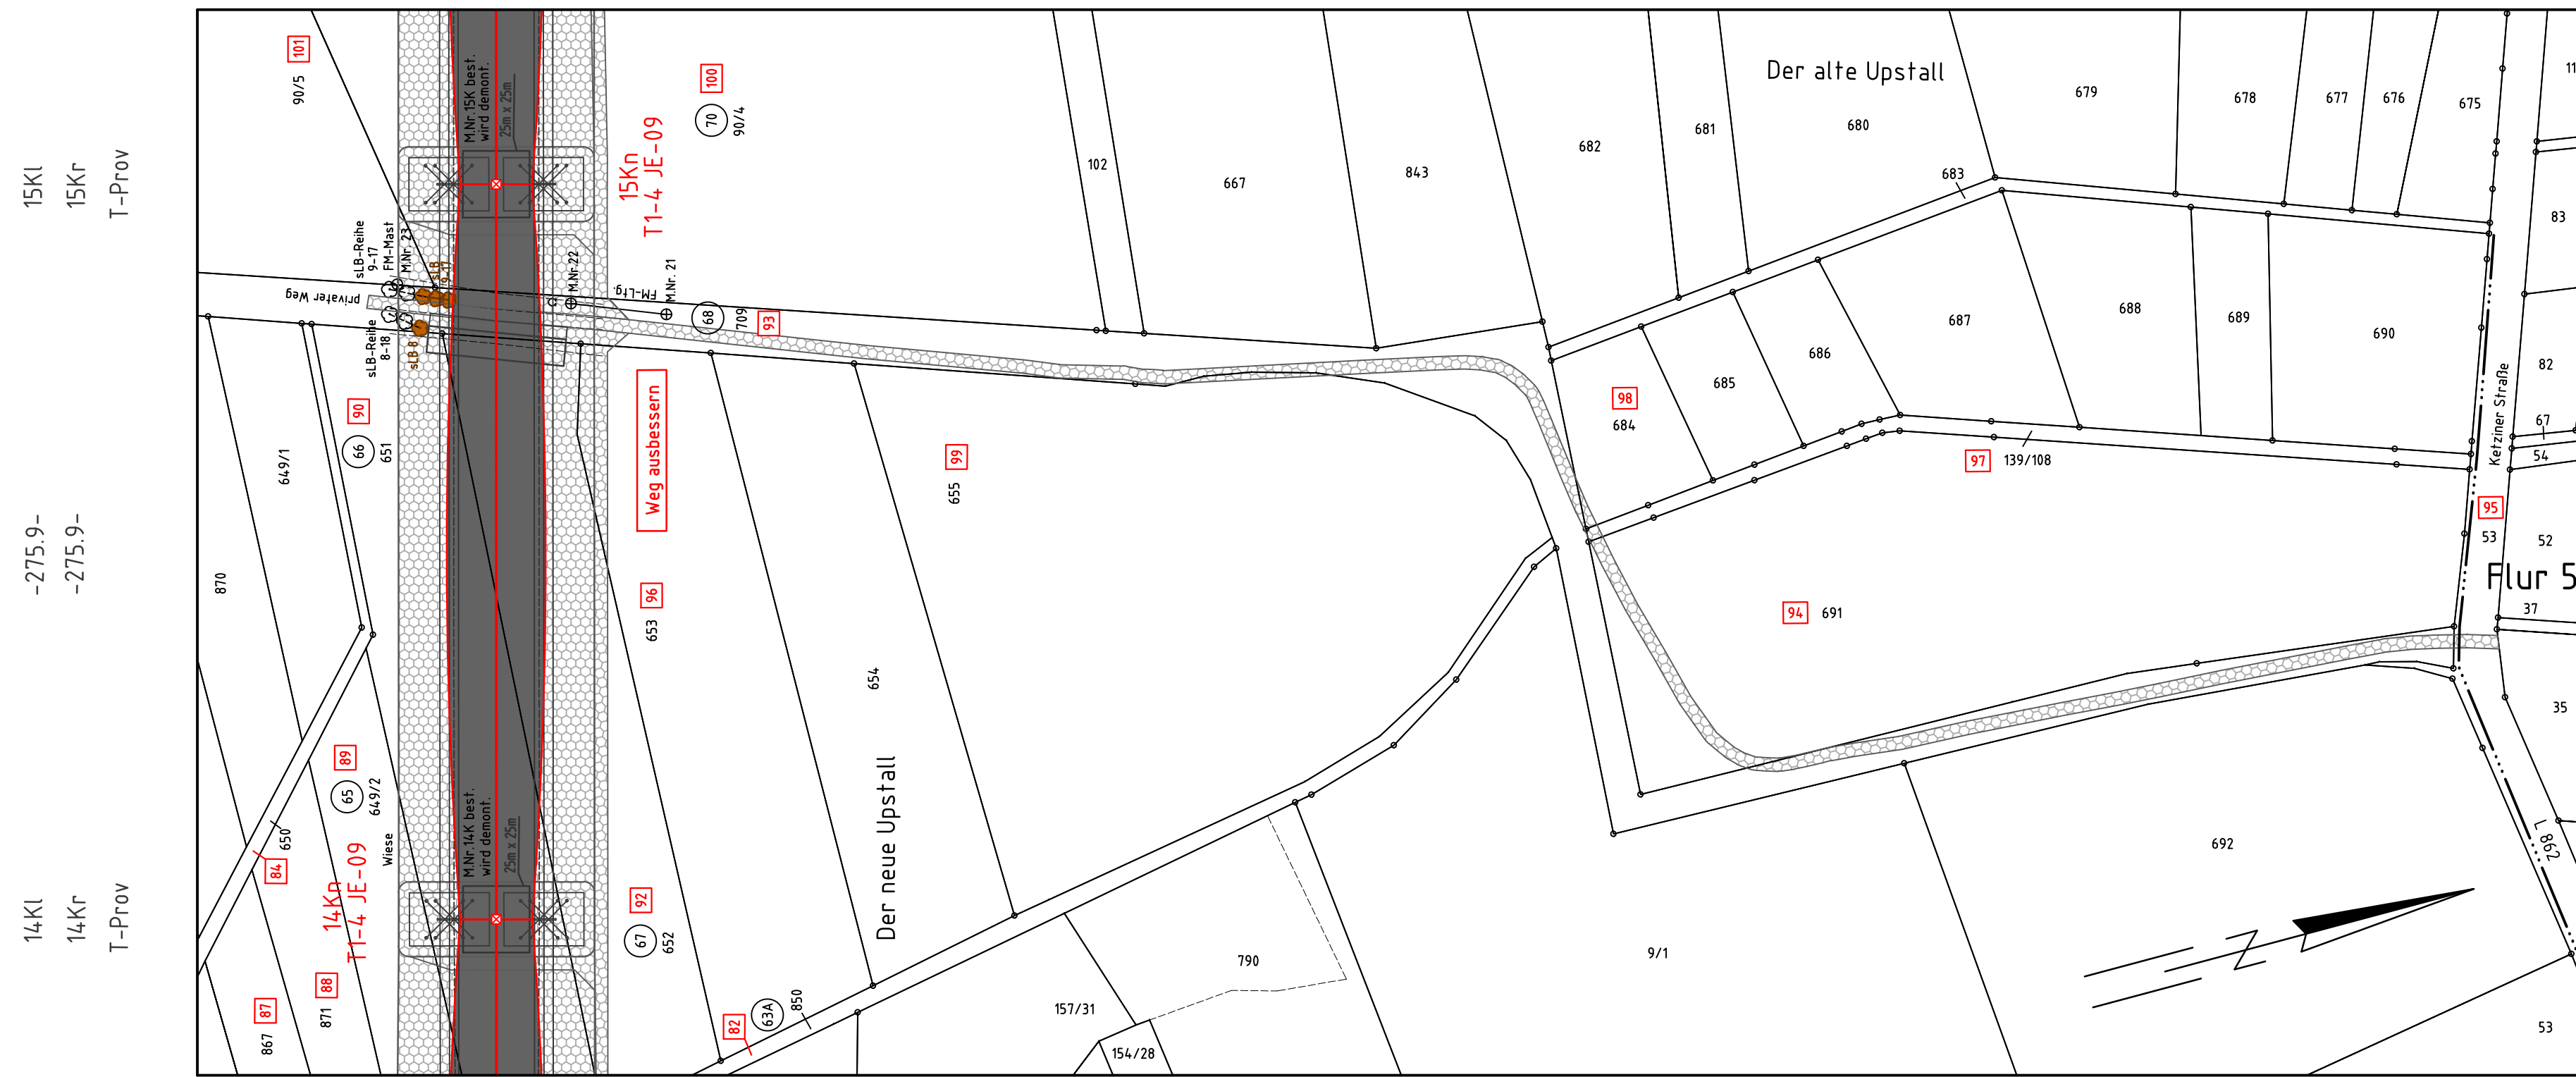 15Kl
15Kr
T-Prov
-275.9-
-275.9-
14Kl
14Kr
T-Prov
101
90/5
M.Nr.15K best.
wird demont.
25m x 25m
15Kn
T1-4 JE-09
100
70
90/4
sLB-Reihe
9-17
FM-Mast
M.Nr. 23
sLB
9-17
privater Weg
M.Nr.22
FM-Ltg.
M.Nr. 21
68
709
93
sLB-Reihe
8-18
sLB 8
102
667
843
682
681
Der alte Upstall
680
683
679
678
677
676
675
11
83
82
67
54
52
37
35
53
90
66
651
649/1
870
Weg ausbessern
99
655
96
653
654
98
684
685
686
687
688
689
690
97
139/108
Ketziner Straße
95
53
Flur 5
94
691
89
65
649/2
Wiese
650
84
14Kn
T1-4 JE-09
M.Nr.14K best.
wird demont.
25m x 25m
88
871
87
867
92
67
652
Der neue Upstall
82
63A
850
790
157/31
154/28
9/1
692
L 862
N